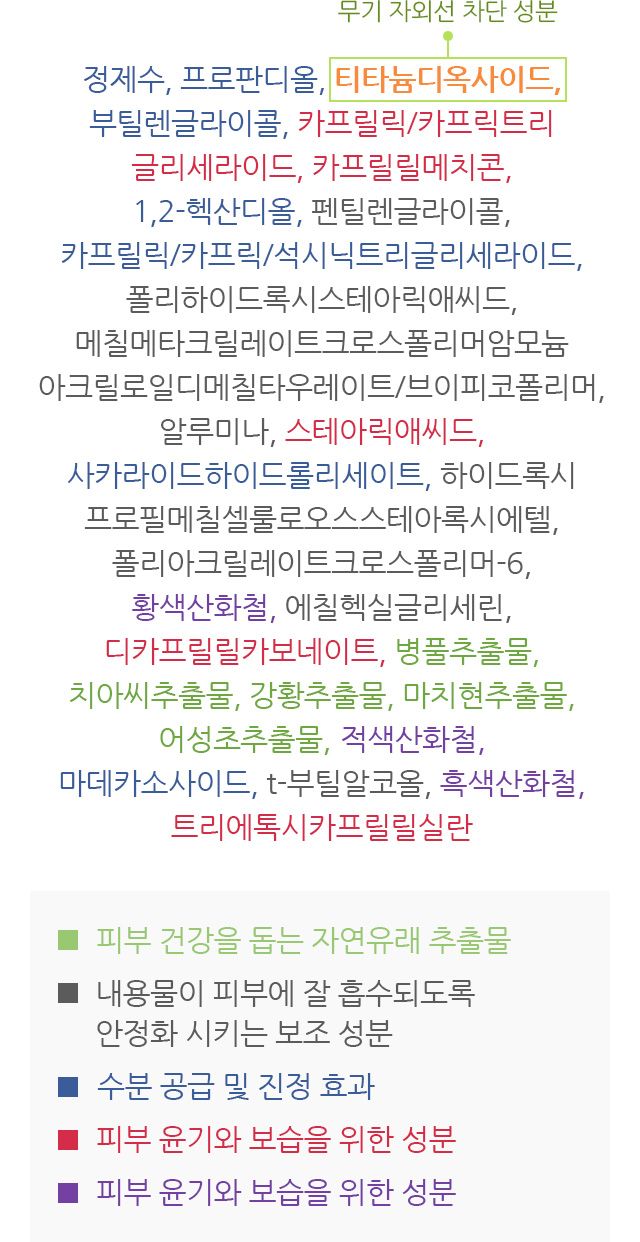 무기 자외선 차단 성분
정제수, 프로판디올, 티타늄디옥사이드,
부틸렌글라이콜, 카프릴릭/카프릭트리
글리세라이드, 카프릴릴메치콘,
1,2-헥산디올, 펜틸렌글라이콜,
카프릴릭/카프릭/석시닉트리글리세라이드,
폴리하이드록시스테아릭애씨드,
메칠메타크릴레이트크로스폴리머암모늄
아크릴로일디메칠타우레이트/브이피코폴리머,
알루미나, 스테아릭애씨드,
사카라이드하이드롤리세이트, 하이드록시
프로필메칠셀룰로오스스테아록시에텔,
폴리아크릴레이트크로스폴리머-6,
황색산화철, 에칠헥실글리세린,
디카프릴릴카보네이트, 병풀추출물,
치아씨추출물, 강황추출물, 마치현추출물,
어성초추출물, 적색산화철,
마데카소사이드, t-부틸알코올, 흑색산화철,
트리에톡시카프릴릴실란
피부 건강을 돕는 자연유래 추출물
내용물이 피부에 잘 흡수되도록
안정화 시키는 보조 성분
수분 공급 및 진정 효과
피부 윤기와 보습을 위한 성분
피부 윤기와 보습을 위한 성분